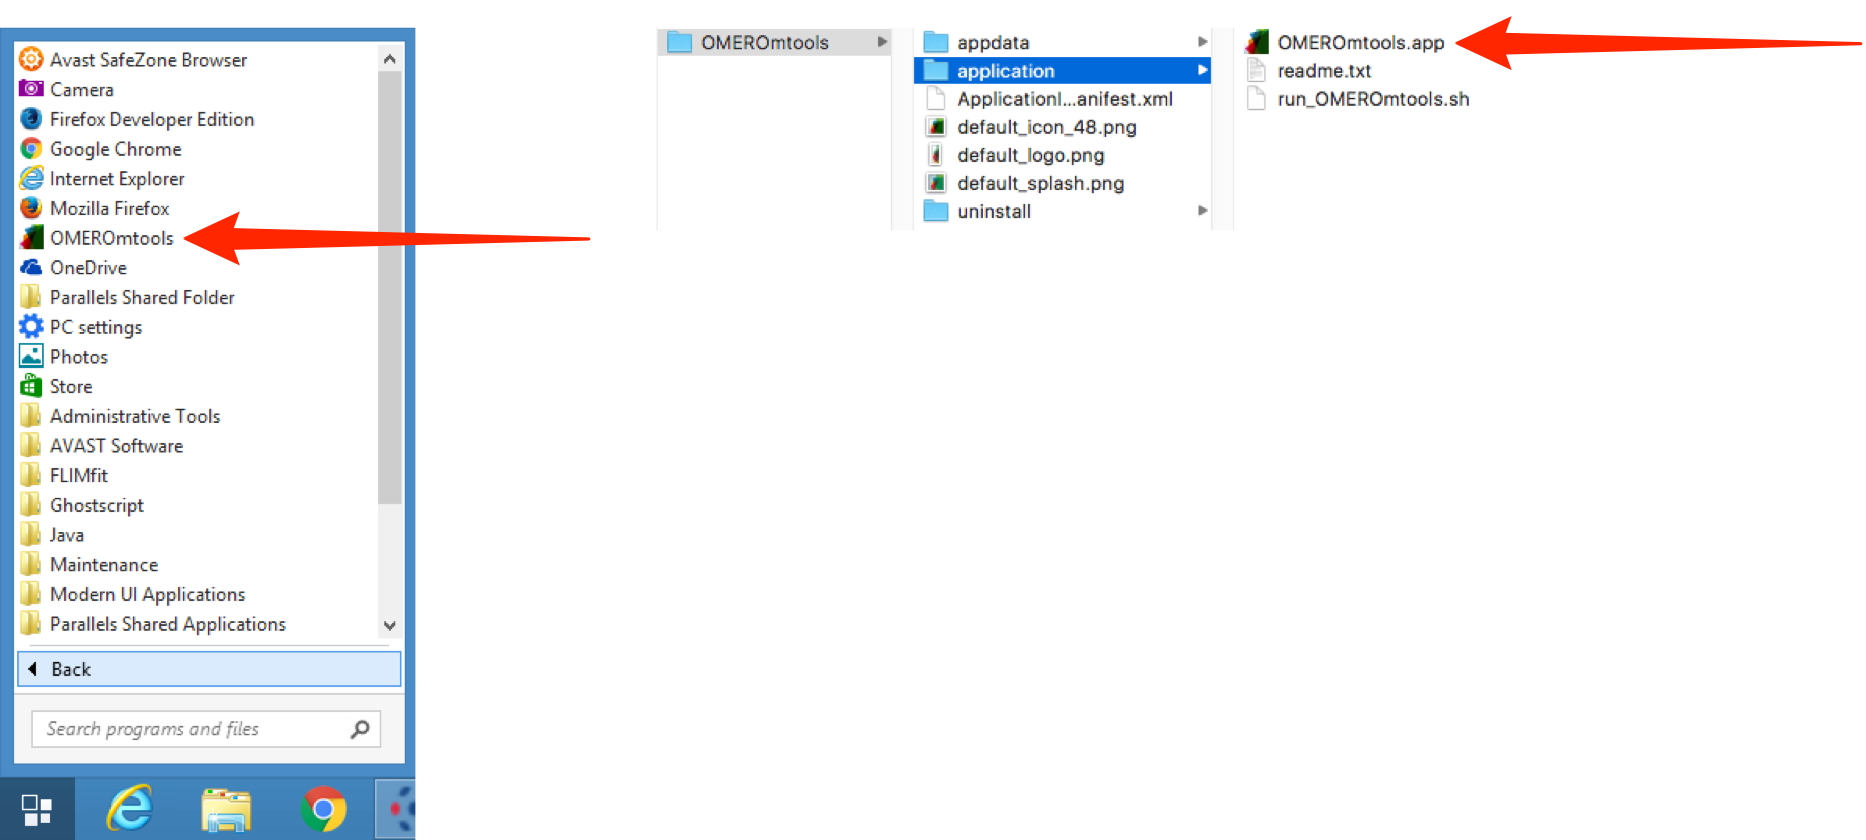 Avast SafeZone Browser
Camera
Firefox Developer Edition
Google Chrome
Internet Explorer
Mozilla Firefox
OMEROmtools
OneDrive
Parallels Shared Folder
PC settings
Photos
Store
Administrative Tools
AVAST Software
FLIMfit
Ghostscript
Java
Maintenance
Modern UI Applications
Parallels Shared Applications
Back
Search programs and files
OMEROmtools
appdata
application
ApplicationI...anifest.xml
default_icon_48.png
default_logo.png
default_splash.png
uninstall
OMEROmtools.app
readme.txt
run_OMEROmtools.sh